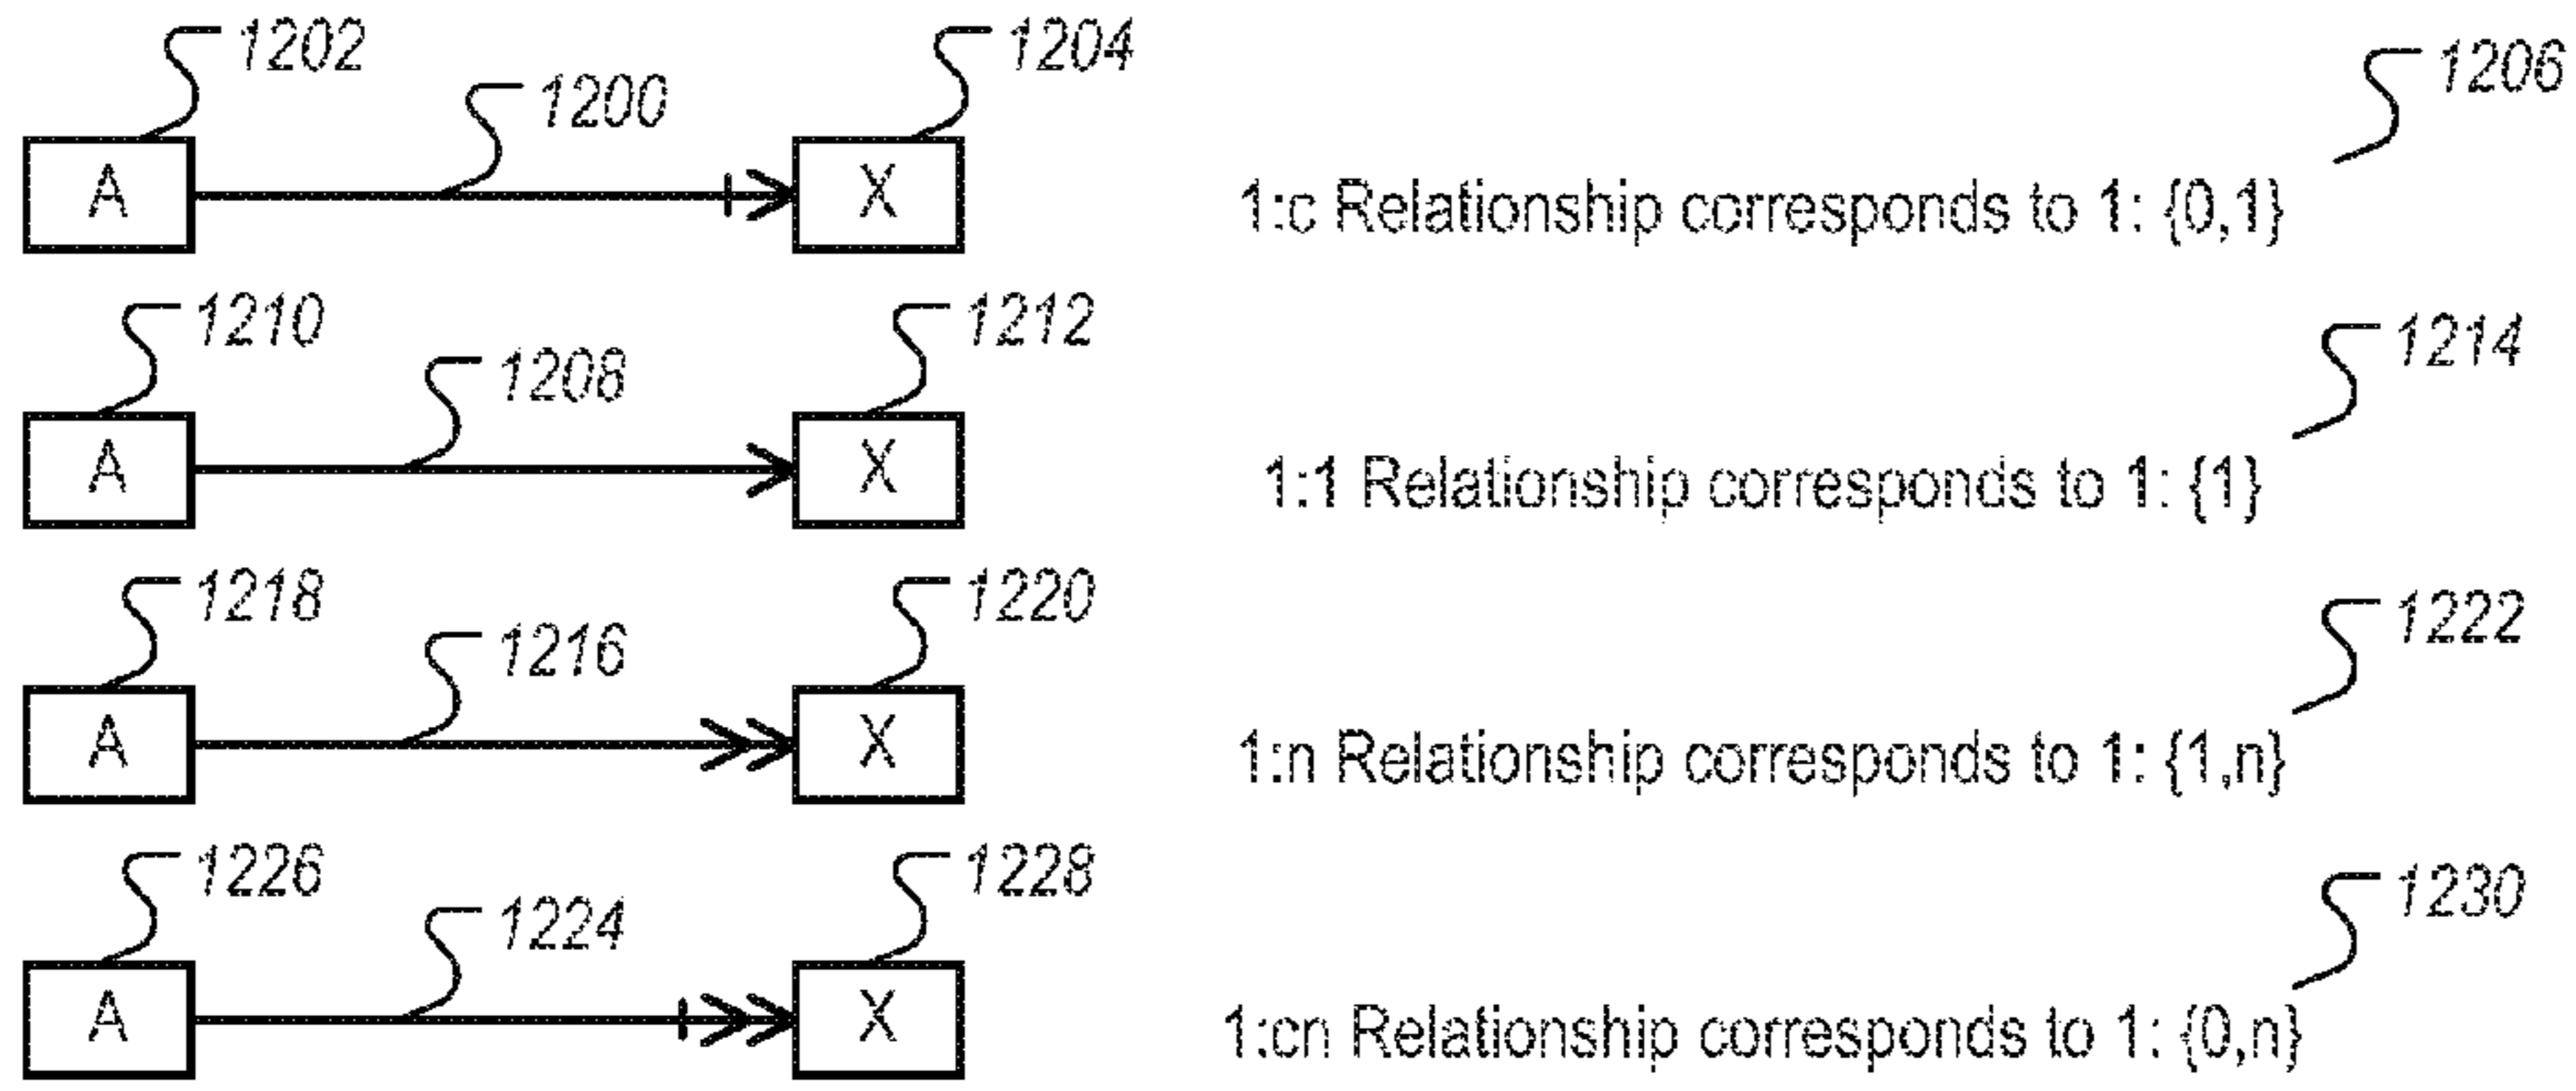 1202
1204
1206
1200
A
X
1:c Relationship corresponds to 1: {0,1}
1210
1212
1214
1208
A
X
1:1 Relationship corresponds to 1: {1}
1218
1220
1222
1216
A
X
1:n Relationship corresponds to 1: {1,n}
1226
1228
1230
1224
A
X
1:cn Relationship corresponds to 1: {0,n}